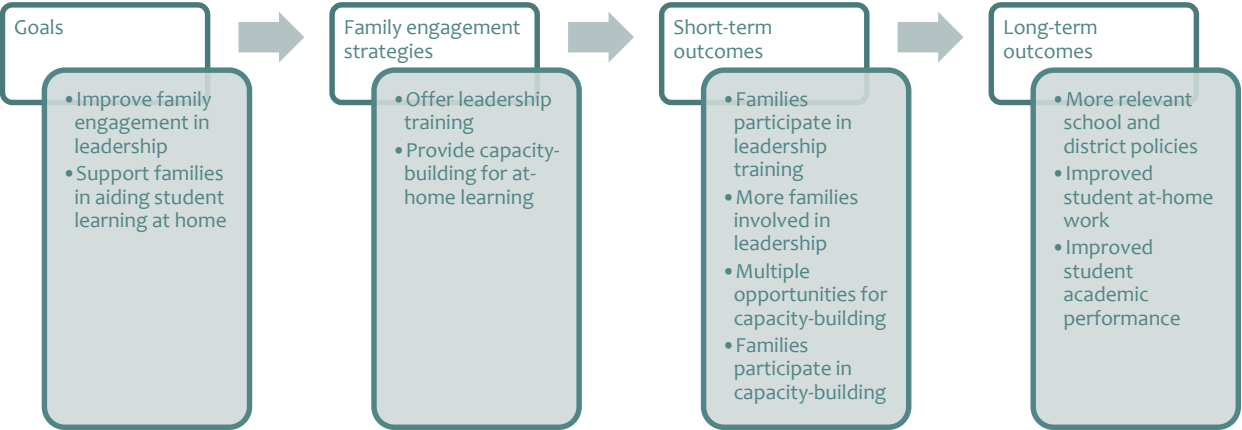 Goals
• Improve family
engagement in
leadership
• Support families
in aiding student
learning at home
Family engagement
strategies
• Offer leadership
training
• Provide capacity-
building for at-
home learning
Short-term
outcomes
• Families
participate in
leadership
training
• More families
involved in
leadership
• Multiple
opportunities for
capacity-building
• Families
participate in
capacity-building
Long-term
outcomes
• More relevant
school and
district policies
• Improved
student at-home
work
• Improved
student
academic
performance